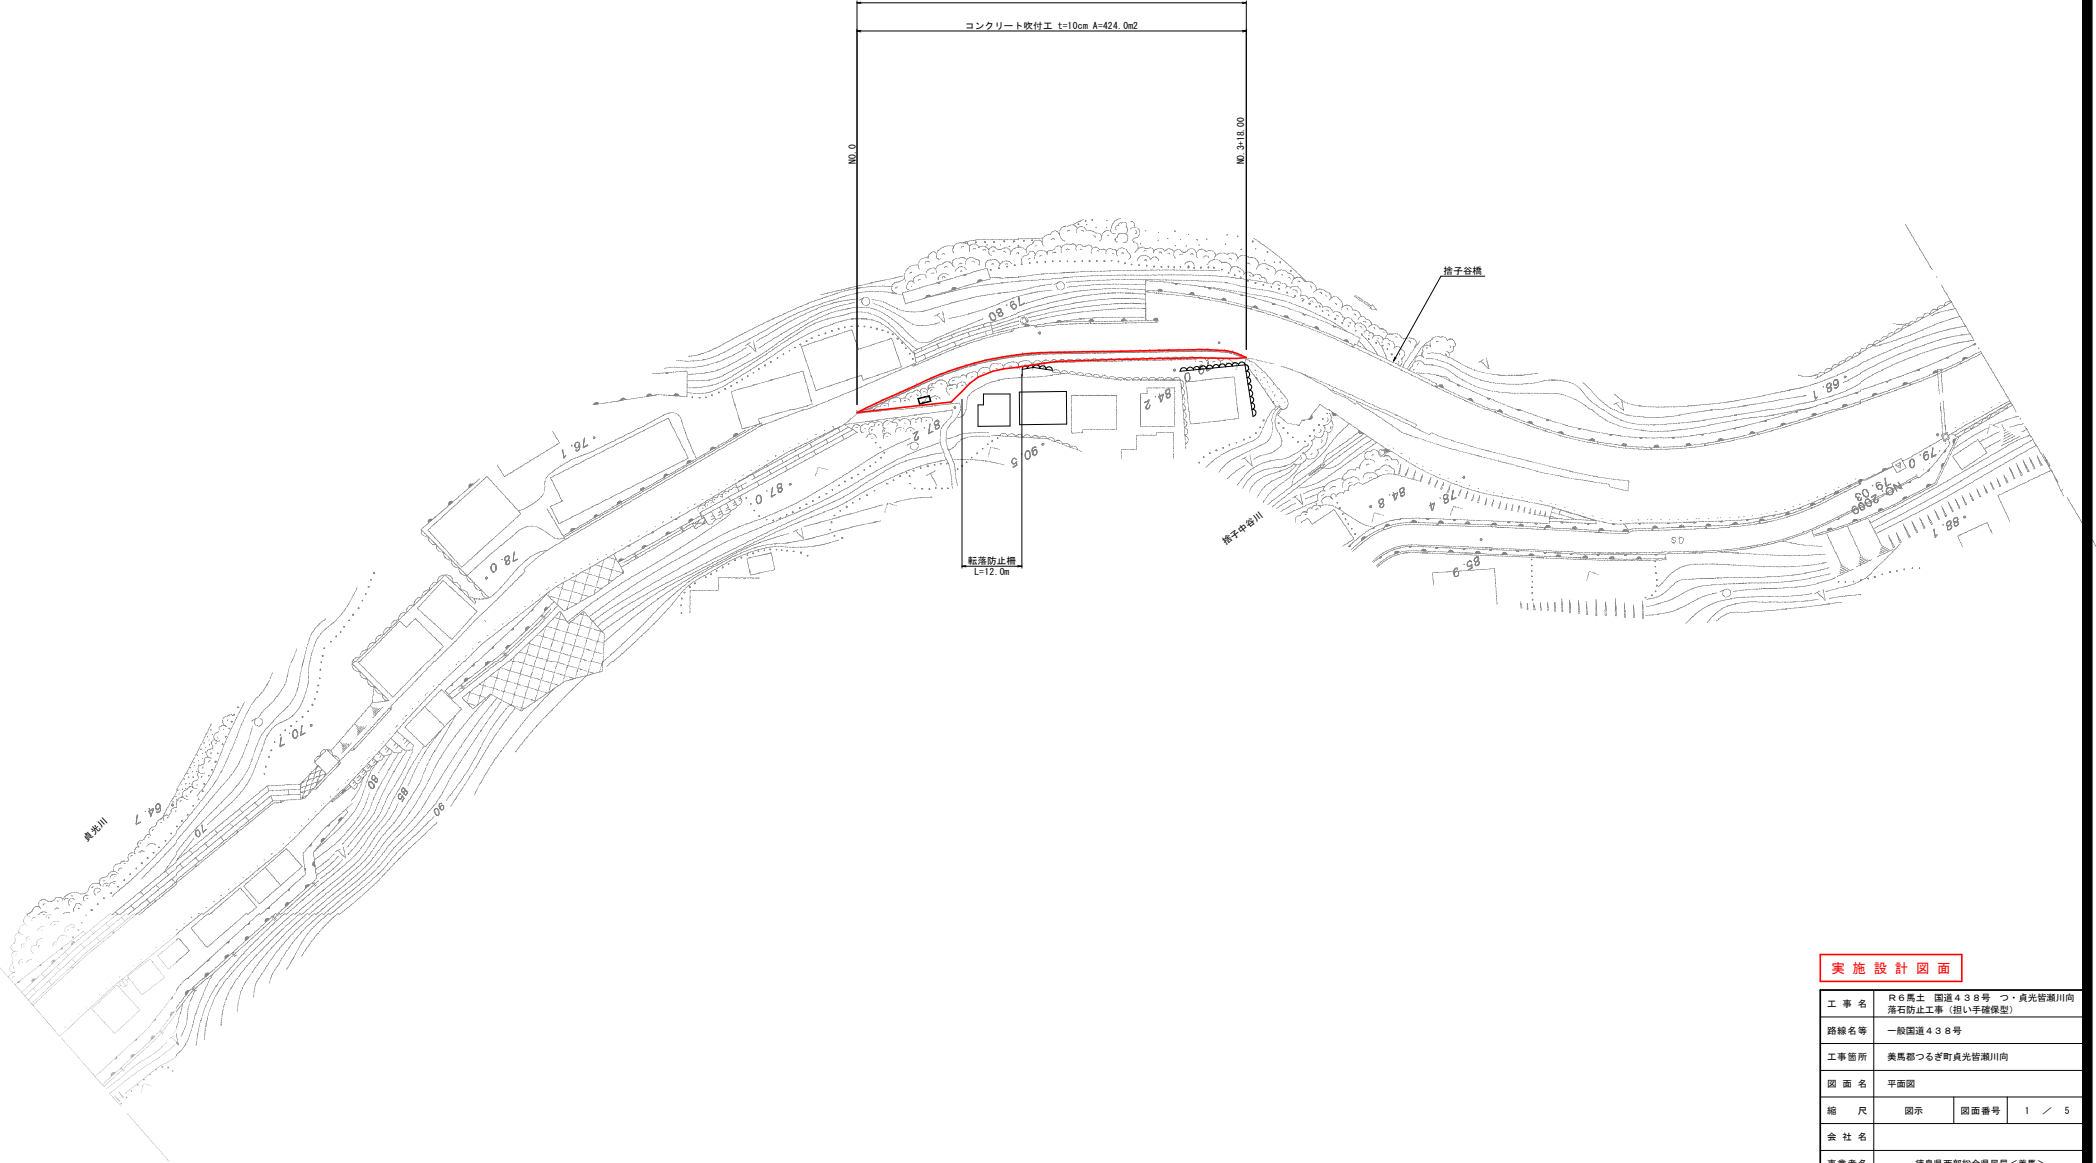 コンクリート吹付工 t=10cm A=424.0m2
NO.0
NO.3+18.00
捨子谷橋
79.80
79.0
84.2
87.2
90.5
76.1
87.0
78.0
転落防止柵
L=12.0m
捨子中谷川
84.8
78.4
85.9
SD
68.1
79.0
NO.2000
79.03
88.1
70.7
64.7
貞光川
70
80
85
90
実施設計図面
工事名 R6馬土 国道438号 つ・貞光皆瀬川向
落石防止工事(担い手確保型)
路線名等 一般国道438号
工事箇所 美馬郡つるぎ町貞光皆瀬川向
図面名 平面図
縮尺 図示 図面番号 1 / 5
会社名